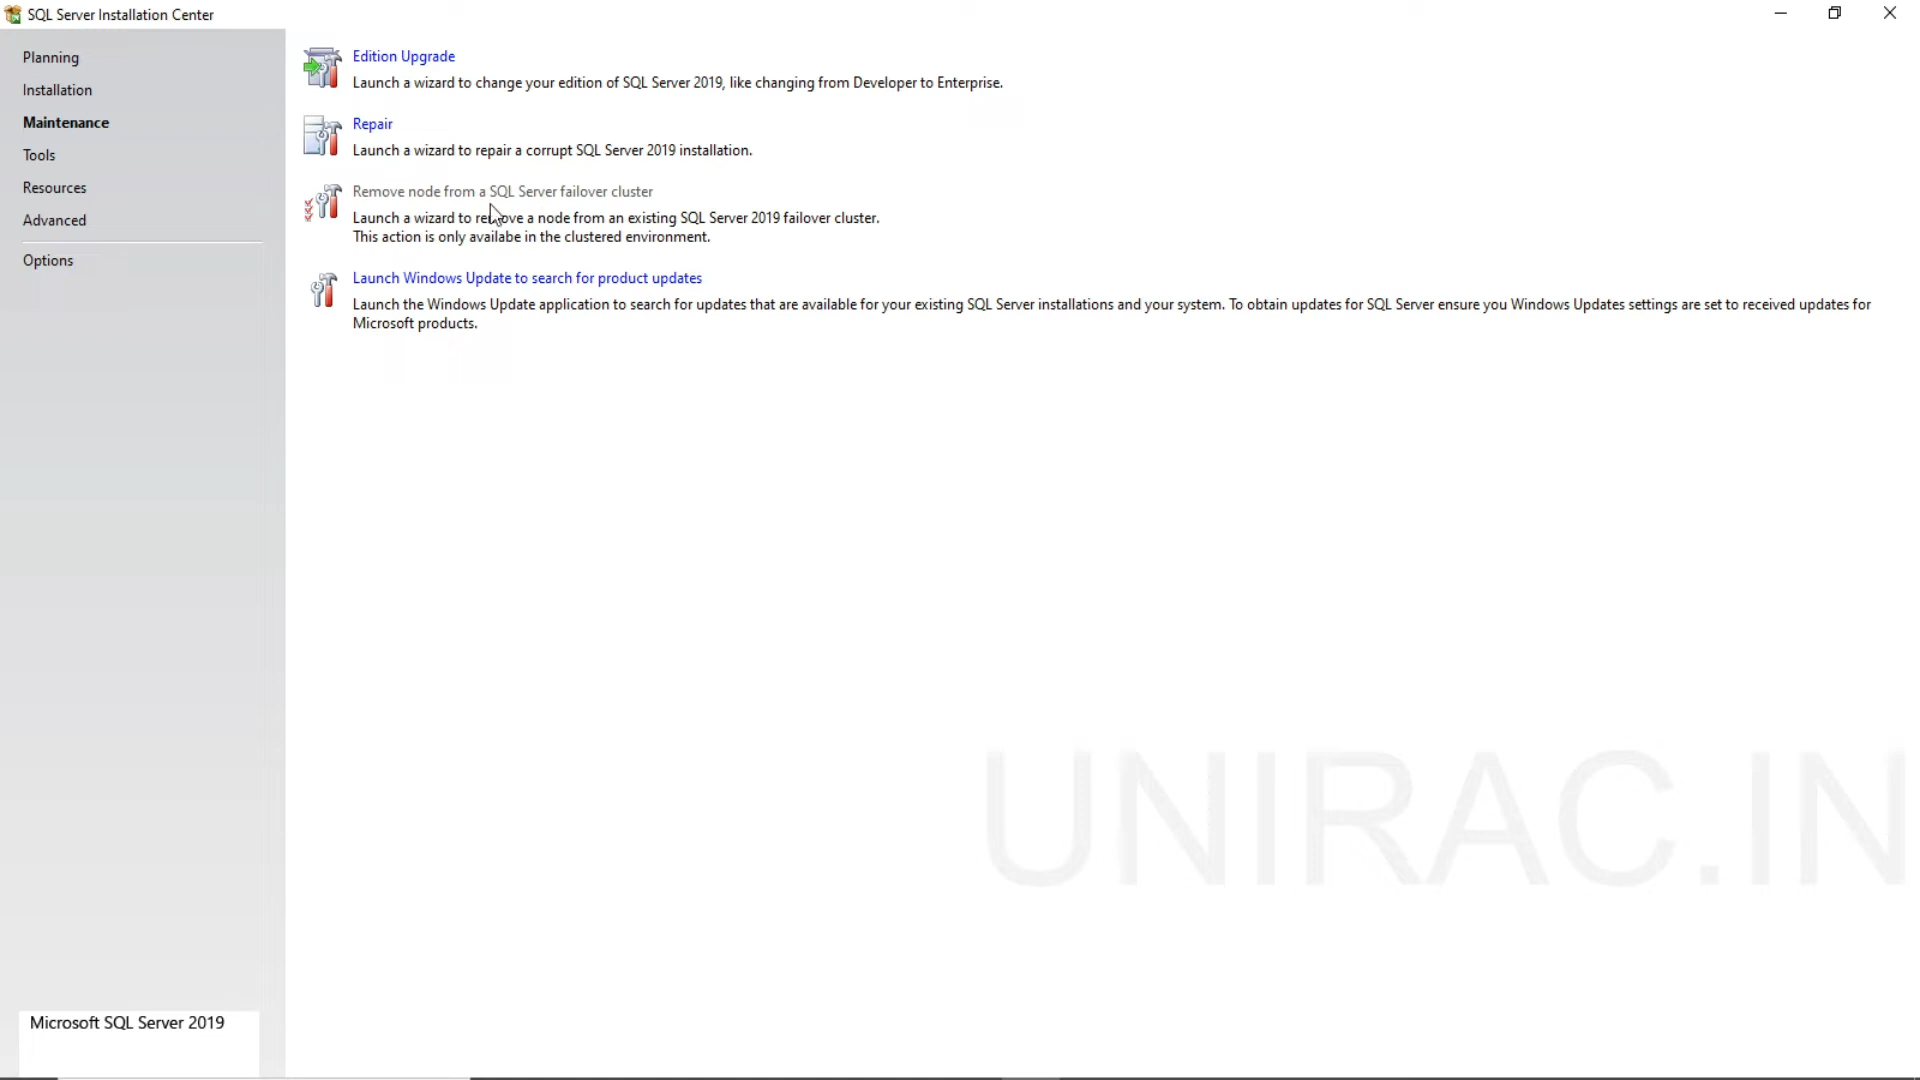 SQL Server Installation Center
Planning
Installation
Maintenance
Tools
Resources
Advanced
Options
Edition Upgrade
Launch a wizard to change your edition of SQL Server 2019, like changing from Developer to Enterprise.
Repair
Launch a wizard to repair a corrupt SQL Server 2019 installation.
Remove node from a SQL Server failover cluster
Launch a wizard to remove a node from an existing SQL Server 2019 failover cluster.
This action is only availabe in the clustered environment.
Launch Windows Update to search for product updates
Launch the Windows Update application to search for updates that are available for your existing SQL Server installations and your system. To obtain updates for SQL Server ensure you Windows Updates settings are set to received updates for
Microsoft products.
UNIRAC.IN
Microsoft SQL Server 2019